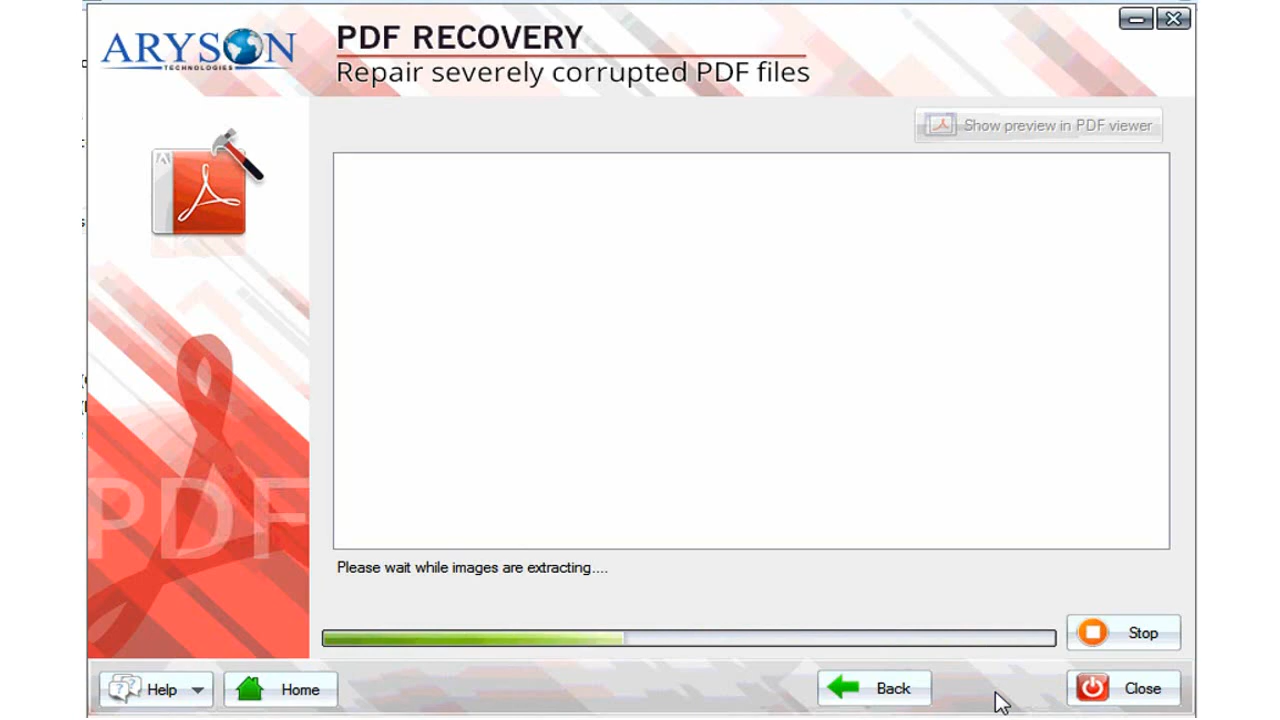 ARYSON
TECHNOLOGIES
PDF RECOVERY
Repair severely corrupted PDF files
Show preview in PDF viewer
PDF
Please wait while images are extracting....
Stop
Help
Home
Back
Close